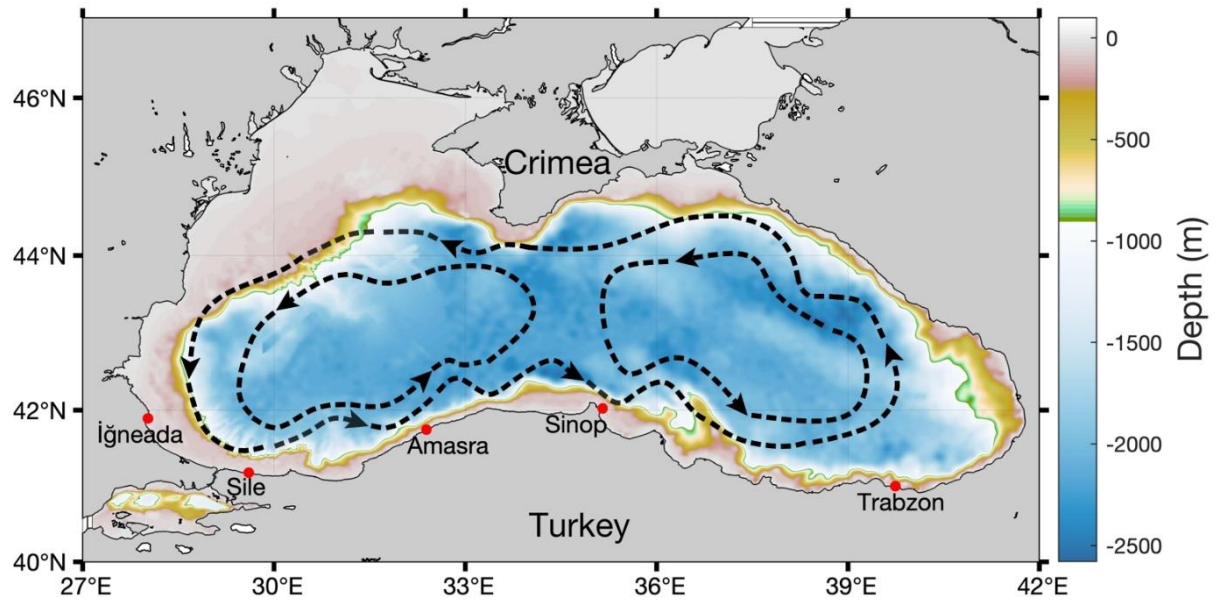 46°N
44°N
42°N
40°N
27°E
30°E
33°E
36°E
39°E
42°E
Crimea
İğneada
Şile
Amasra
Sinop
Trabzon
Turkey
0
-500
-1000
-1500
-2000
-2500
Depth (m)